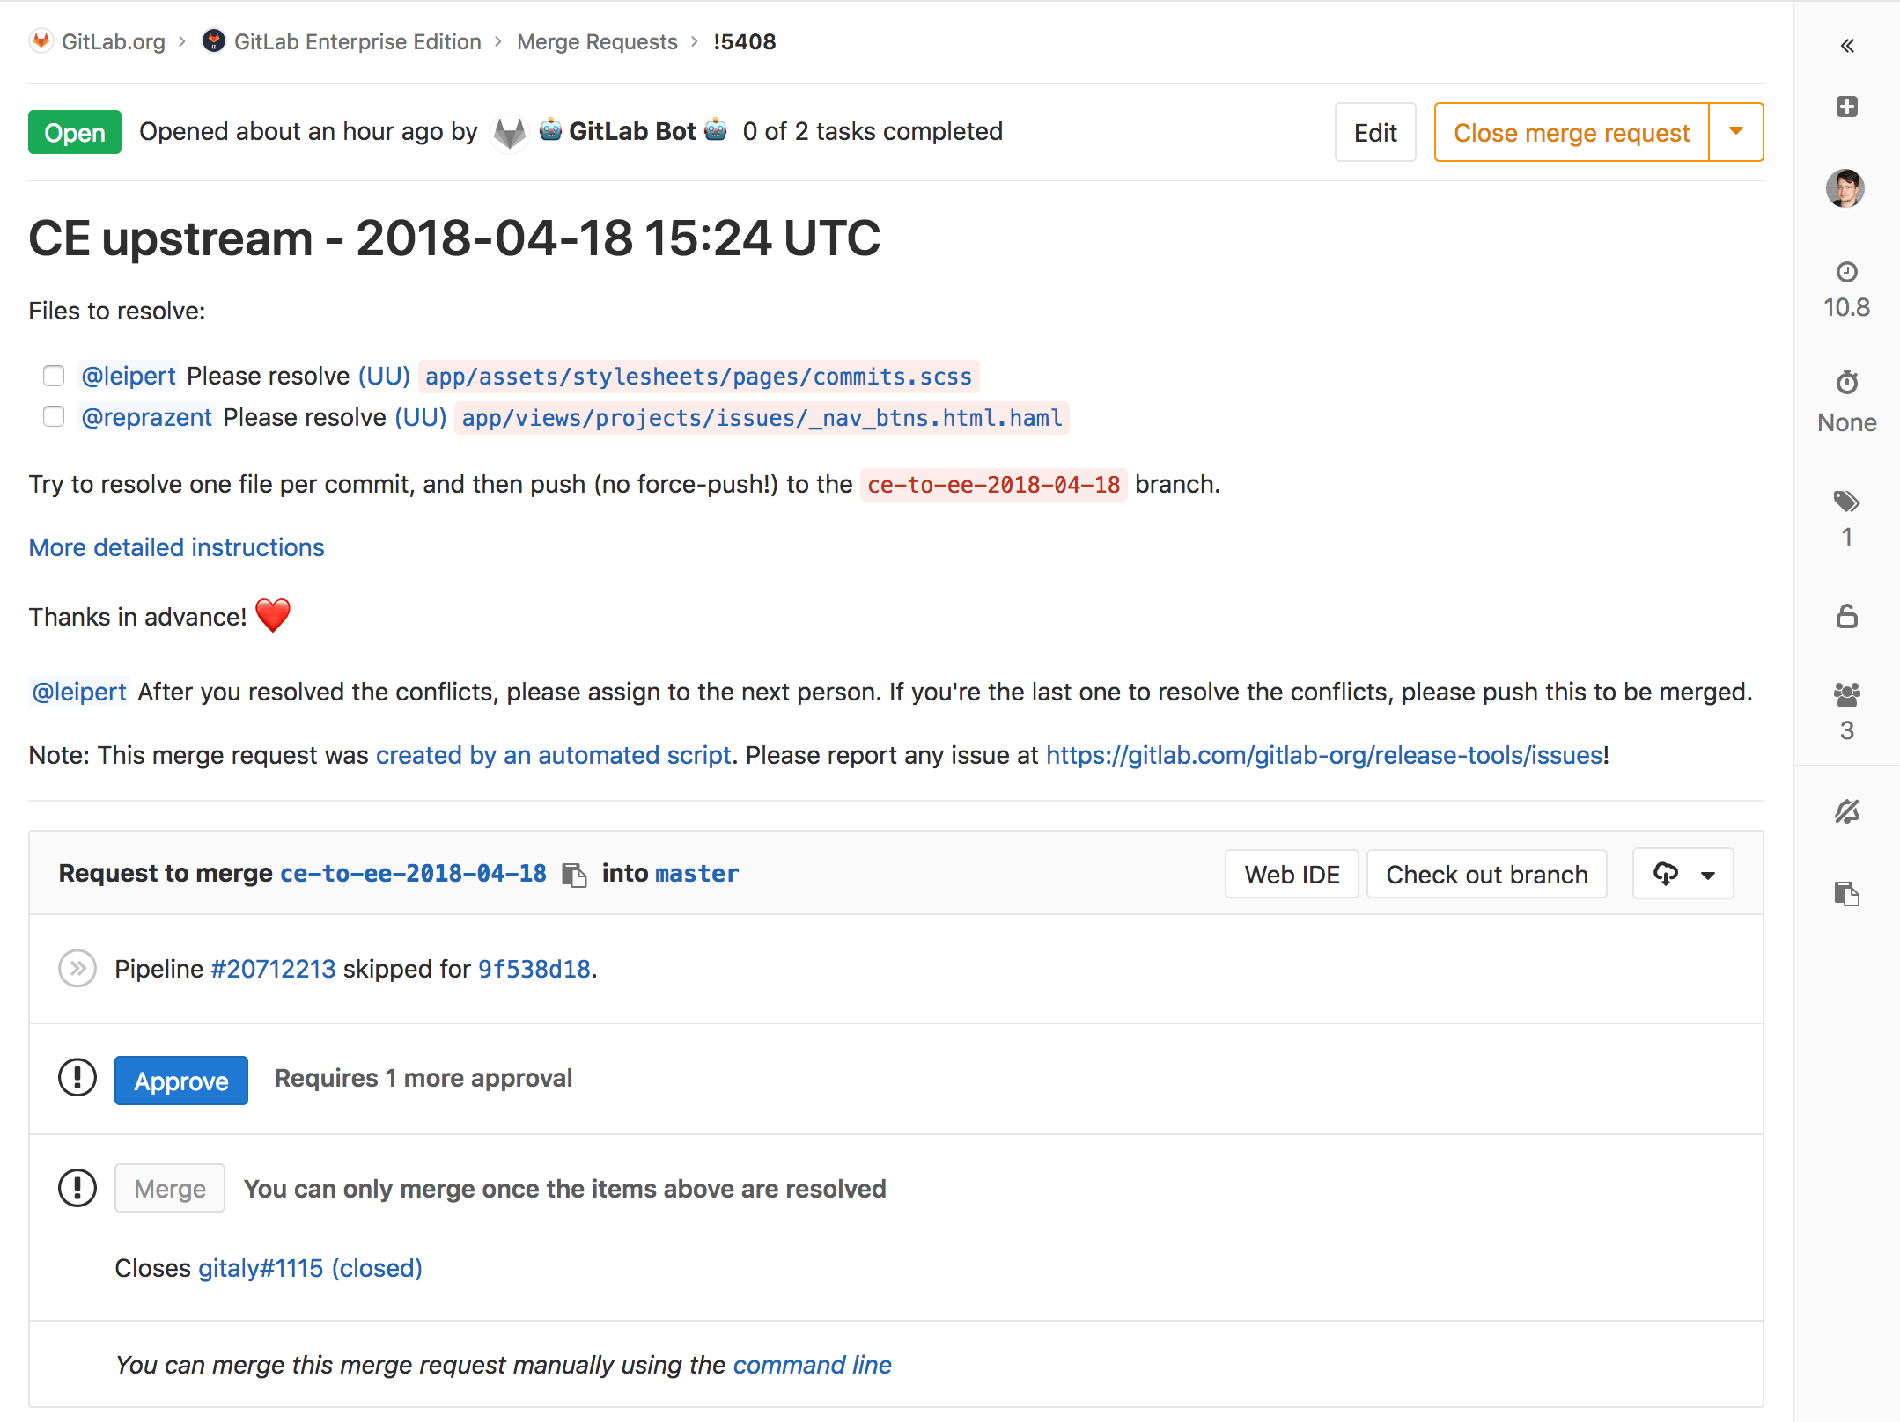 GitLab.org > GitLab Enterprise Edition > Merge Requests > !5408
Open Opened about an hour ago by GitLab Bot 0 of 2 tasks completed Edit Close merge request
CE upstream - 2018-04-18 15:24 UTC
Files to resolve:
@leipert Please resolve (UU) app/assets/stylesheets/pages/commits.scss
@reprazent Please resolve (UU) app/views/projects/issues/_nav_btns.html.haml
Try to resolve one file per commit, and then push (no force-push!) to the ce-to-ee-2018-04-18 branch.
More detailed instructions
Thanks in advance! ❤️
@leipert After you resolved the conflicts, please assign to the next person. If you're the last one to resolve the conflicts, please push this to be merged.
Note: This merge request was created by an automated script. Please report any issue at https://gitlab.com/gitlab-org/release-tools/issues!
Request to merge ce-to-ee-2018-04-18 into master Web IDE Check out branch
Pipeline #20712213 skipped for 9f538d18.
Approve Requires 1 more approval
Merge You can only merge once the items above are resolved
Closes gitaly#1115 (closed)
You can merge this merge request manually using the command line
10.8
None
1
3